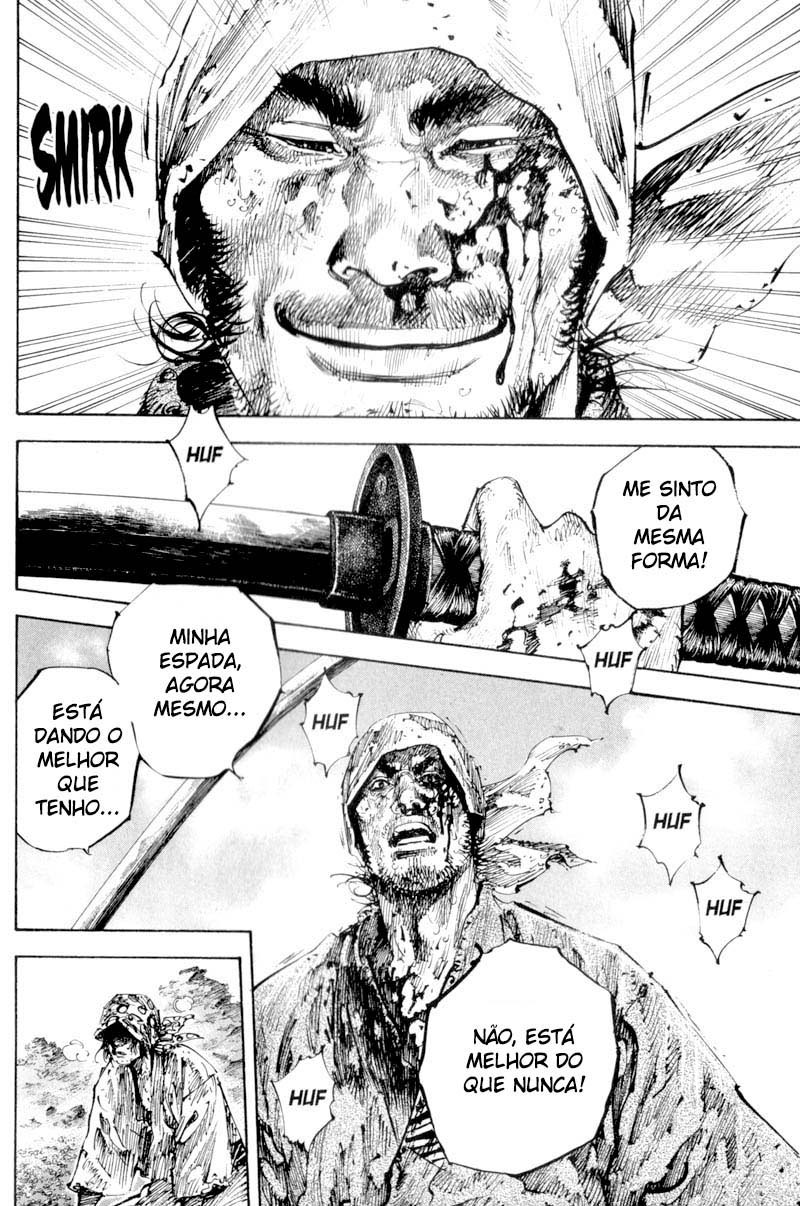 SMIRK
HUF
ME SINTO
DA
MESMA
FORMA!
HUF
MINHA
ESPADA,
AGORA
MESMO...
HUF
ESTÁ
DANDO O
MELHOR
QUE
TENHO...
HUF
HUF
NÃO, ESTÁ
MELHOR DO
QUE NUNCA!
HUF